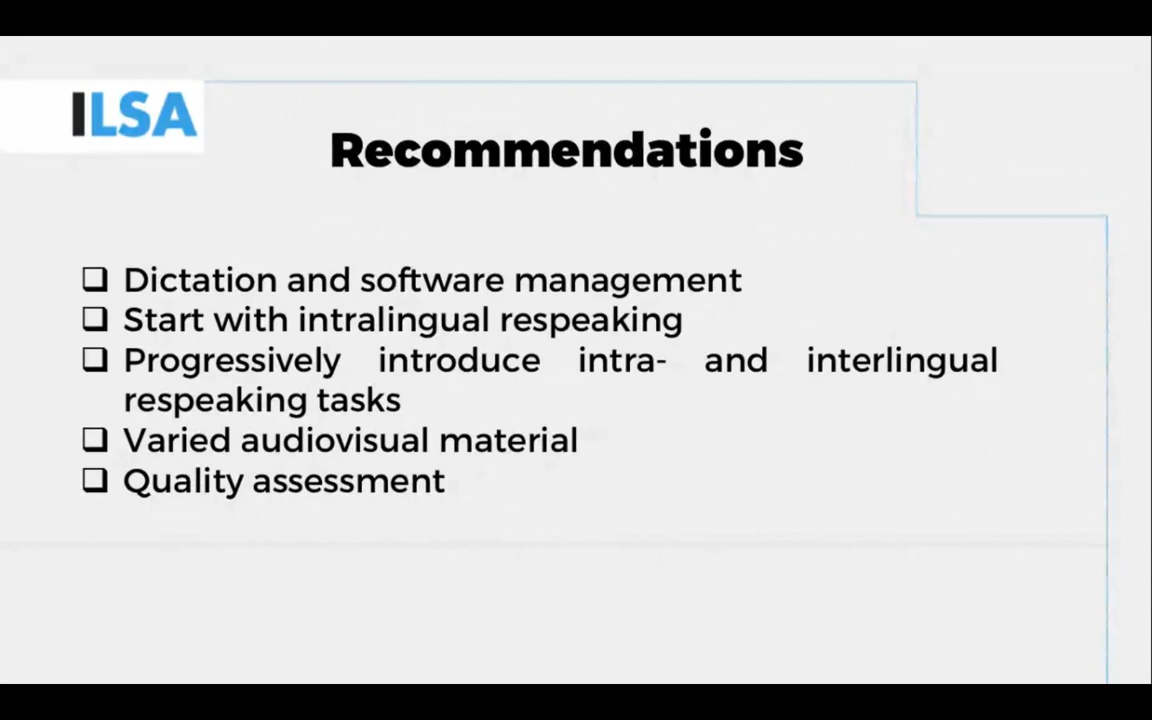 ILSA
Recommendations
❑ Dictation and software management
❑ Start with intralingual respeaking
❑ Progressively introduce intra- and interlingual
respeaking tasks
❑ Varied audiovisual material
❑ Quality assessment